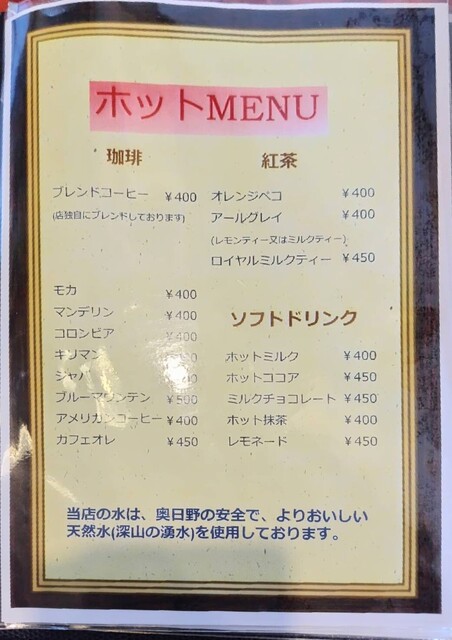 ホットMENU
珈琲
ブレンドコーヒー ¥400
(店独自にブレンドしております)
モカ ¥400
マンデリン ¥400
コロンビア ¥400
キリマン
ジャバ
ブルーマウンテン ¥500
アメリカンコーヒー ¥400
カフェオレ ¥450
紅茶
オレンジペコ ¥400
アールグレイ ¥400
(レモンティー又はミルクティー)
ロイヤルミルクティー ¥450
ソフトドリンク
ホットミルク ¥400
ホットココア ¥450
ミルクチョコレート ¥450
ホット抹茶 ¥400
レモネード ¥450
当店の水は、奥日野の安全で、よりおいしい
天然水(深山の湧水)を使用しております。